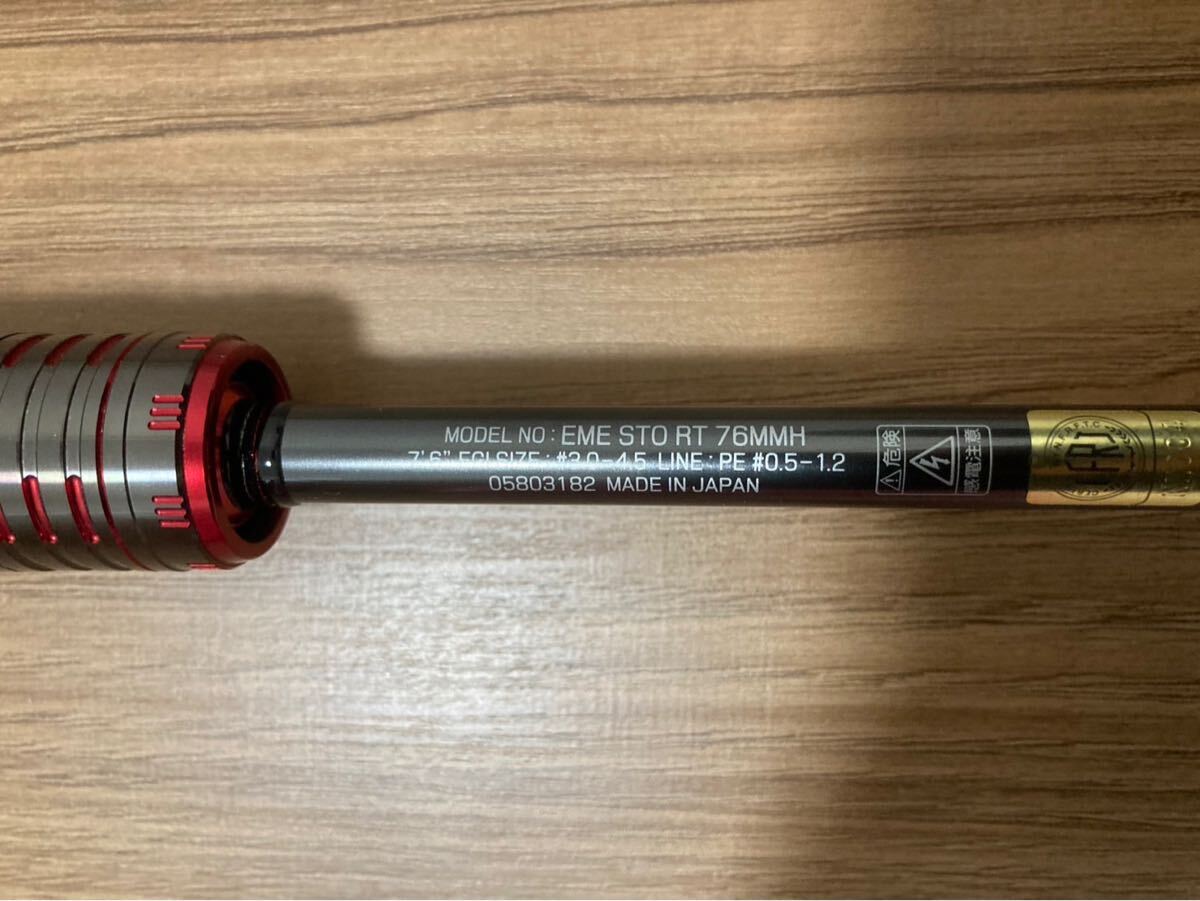 MODEL NO : EME STO RT 76MMH
7'6" EGI SIZE : #3.0-4.5 LINE : PE #0.5-1.2
05803182 MADE IN JAPAN
危険
感電注意